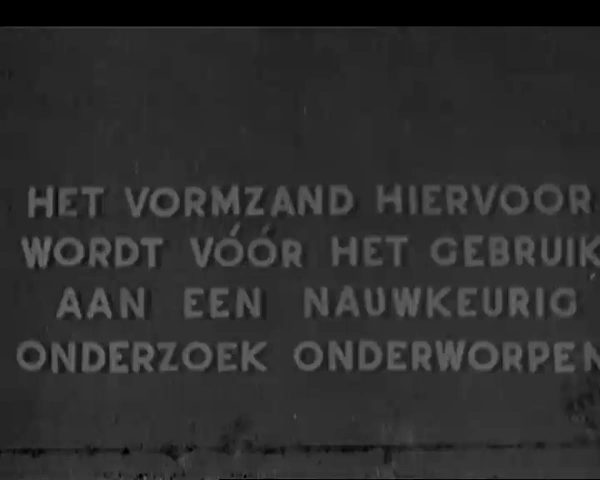 HET VORMZAND HIERVOOR
WORDT VÓÓR HET GEBRUIK
AAN EEN NAUWKEURIG
ONDERZOEK ONDERWORPEN